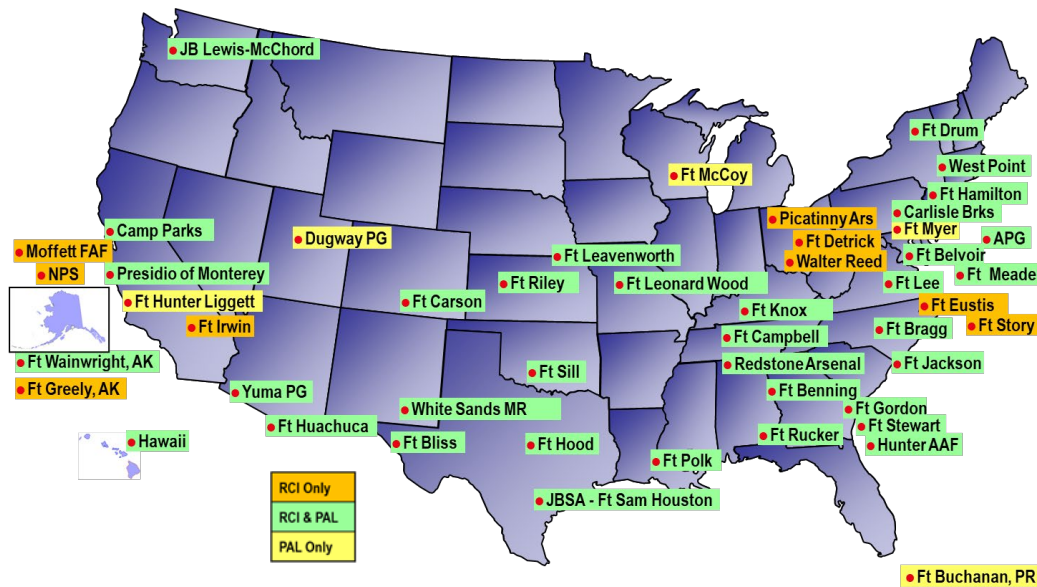 JB Lewis-McChord
Ft Drum
West Point
Ft McCoy
Ft Hamilton
Picatinny Ars
Carlisle Brks
Camp Parks
Ft Myer
Dugway PG
APG
Moffett FAF
Ft Detrick
Ft Belvoir
Ft Leavenworth
Walter Reed
NPS
Presidio of Monterey
Ft Meade
Ft Riley
Ft Leonard Wood
Ft Lee
Ft Hunter Liggett
Ft Carson
Ft Knox
Ft Eustis
Ft Irwin
Ft Story
Ft Bragg
Ft Campbell
Ft Wainwright, AK
Redstone Arsenal
Ft Jackson
Ft Sill
Ft Greely, AK
Yuma PG
Ft Benning
White Sands MR
Ft Gordon
Ft Huachuca
Ft Stewart
Hawaii
Ft Bliss
Ft Hood
Ft Rucker
Hunter AAF
Ft Polk
RCI Only
JBSA - Ft Sam Houston
RCI & PAL
PAL Only
Ft Buchanan, PR